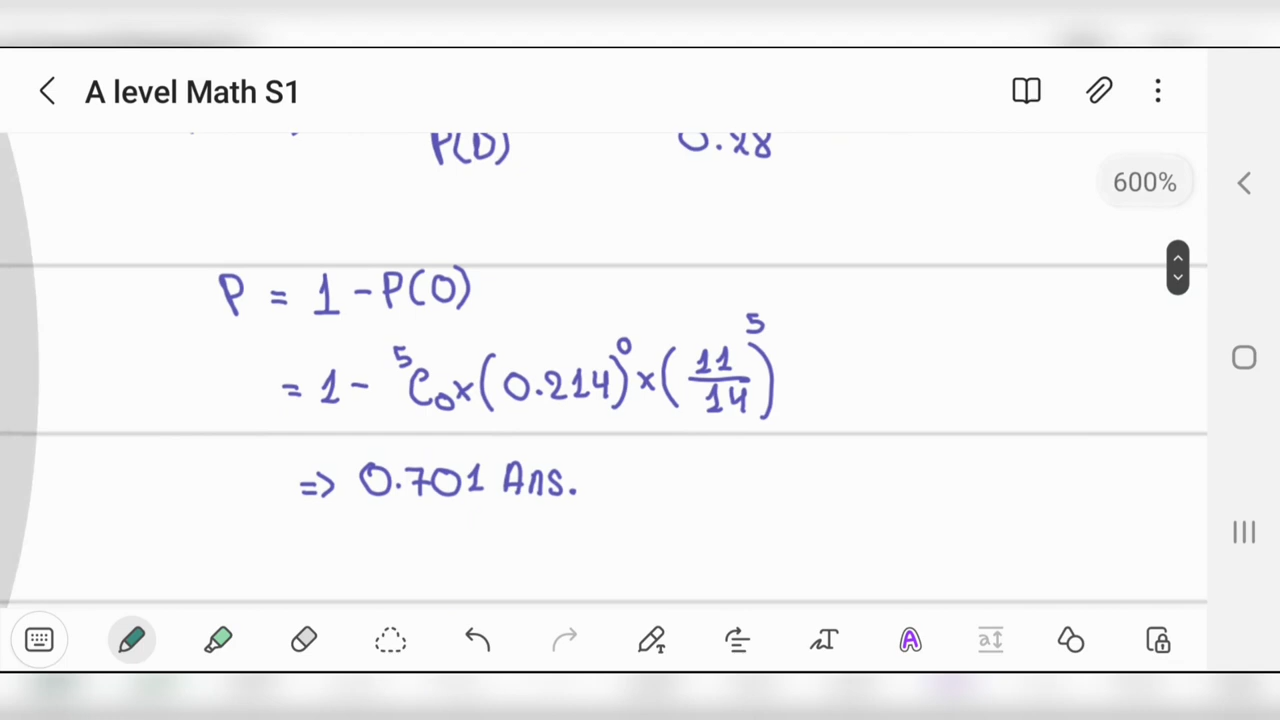 A level Math S1
P(D) 0.28
600%
P = 1 - P(0)
= 1 - ⁵C₀ × (0.214)⁰ × (11/14)⁵
=> 0.701 Ans.